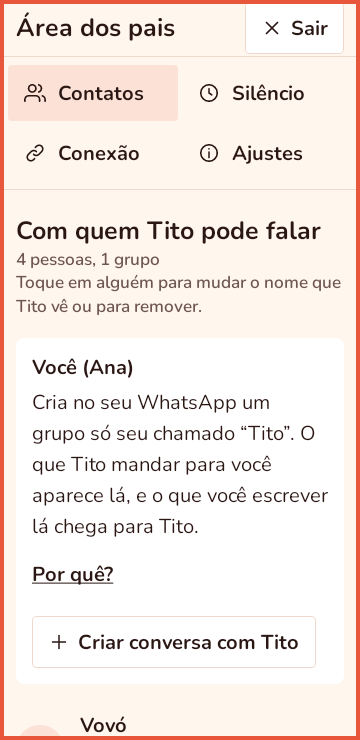 Área dos pais
Sair
Contatos
Silêncio
Conexão
Ajustes
Com quem Tito pode falar
4 pessoas, 1 grupo
Toque em alguém para mudar o nome que
Tito vê ou para remover.
Você (Ana)
Cria no seu WhatsApp um
grupo só seu chamado “Tito”. O
que Tito mandar para você
aparece lá, e o que você escrever
lá chega para Tito.
Por quê?
Criar conversa com Tito
Vovó